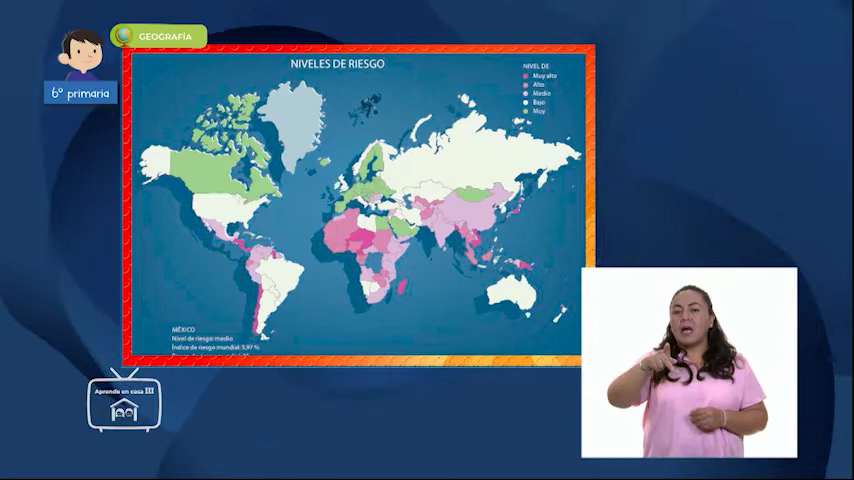 GEOGRAFÍA
6º primaria
NIVELES DE RIESGO
NIVEL DE
Muy alto
Alto
Medio
Bajo
Muy
MÉXICO
Nivel de riesgo: medio
Índice de riesgo mundial: 5.97 %
Aprende en casa III